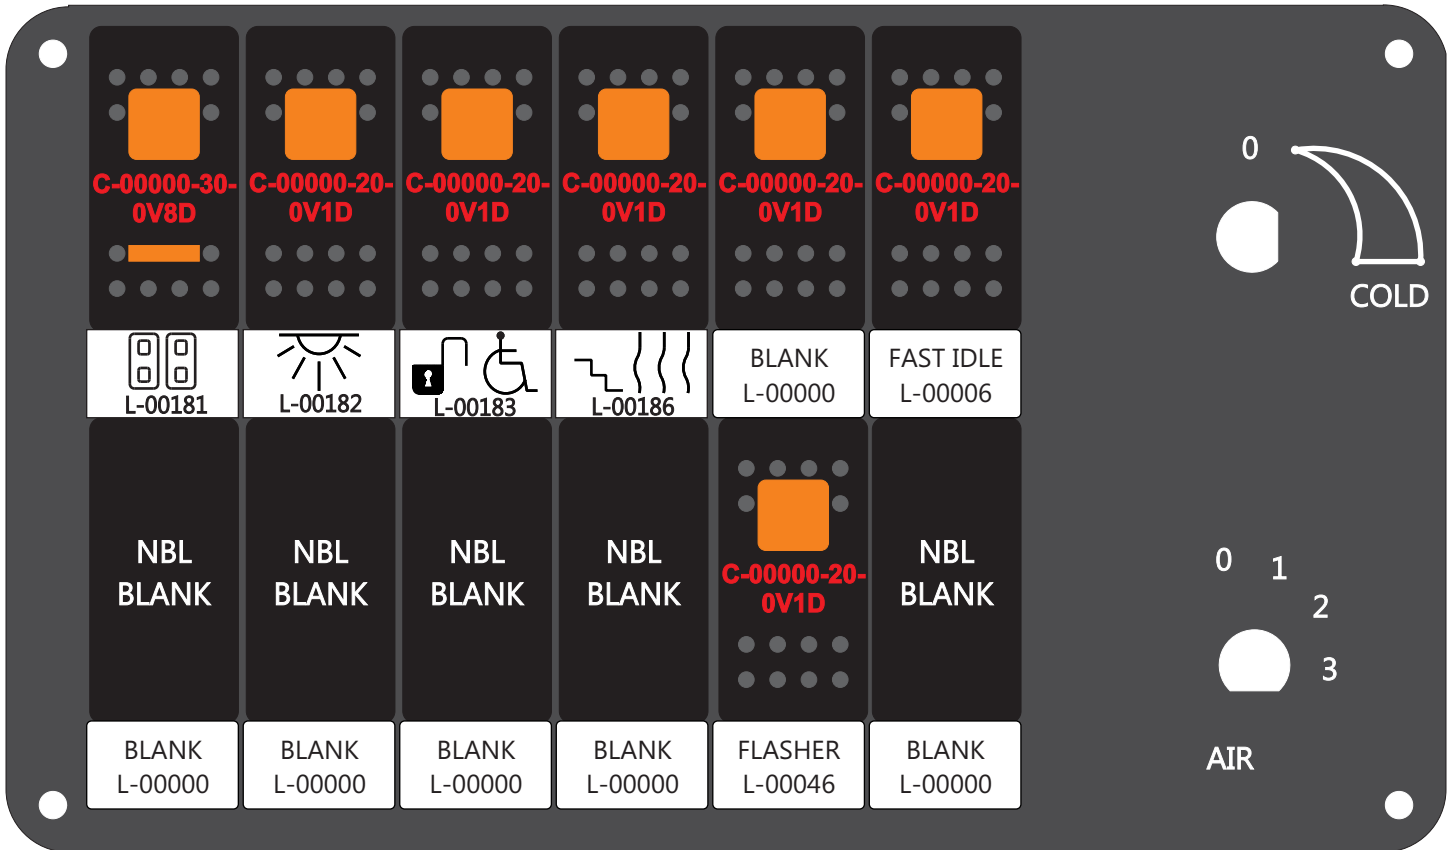 C-00000-30-
0V8D
C-00000-20-
0V1D
C-00000-20-
0V1D
C-00000-20-
0V1D
C-00000-20-
0V1D
C-00000-20-
0V1D
0
COLD
L-00181
L-00182
L-00183
L-00186
BLANK
L-00000
FAST IDLE
L-00006
NBL
BLANK
NBL
BLANK
NBL
BLANK
NBL
BLANK
C-00000-20-
0V1D
NBL
BLANK
0
1
2
3
BLANK
L-00000
BLANK
L-00000
BLANK
L-00000
BLANK
L-00000
FLASHER
L-00046
BLANK
L-00000
AIR